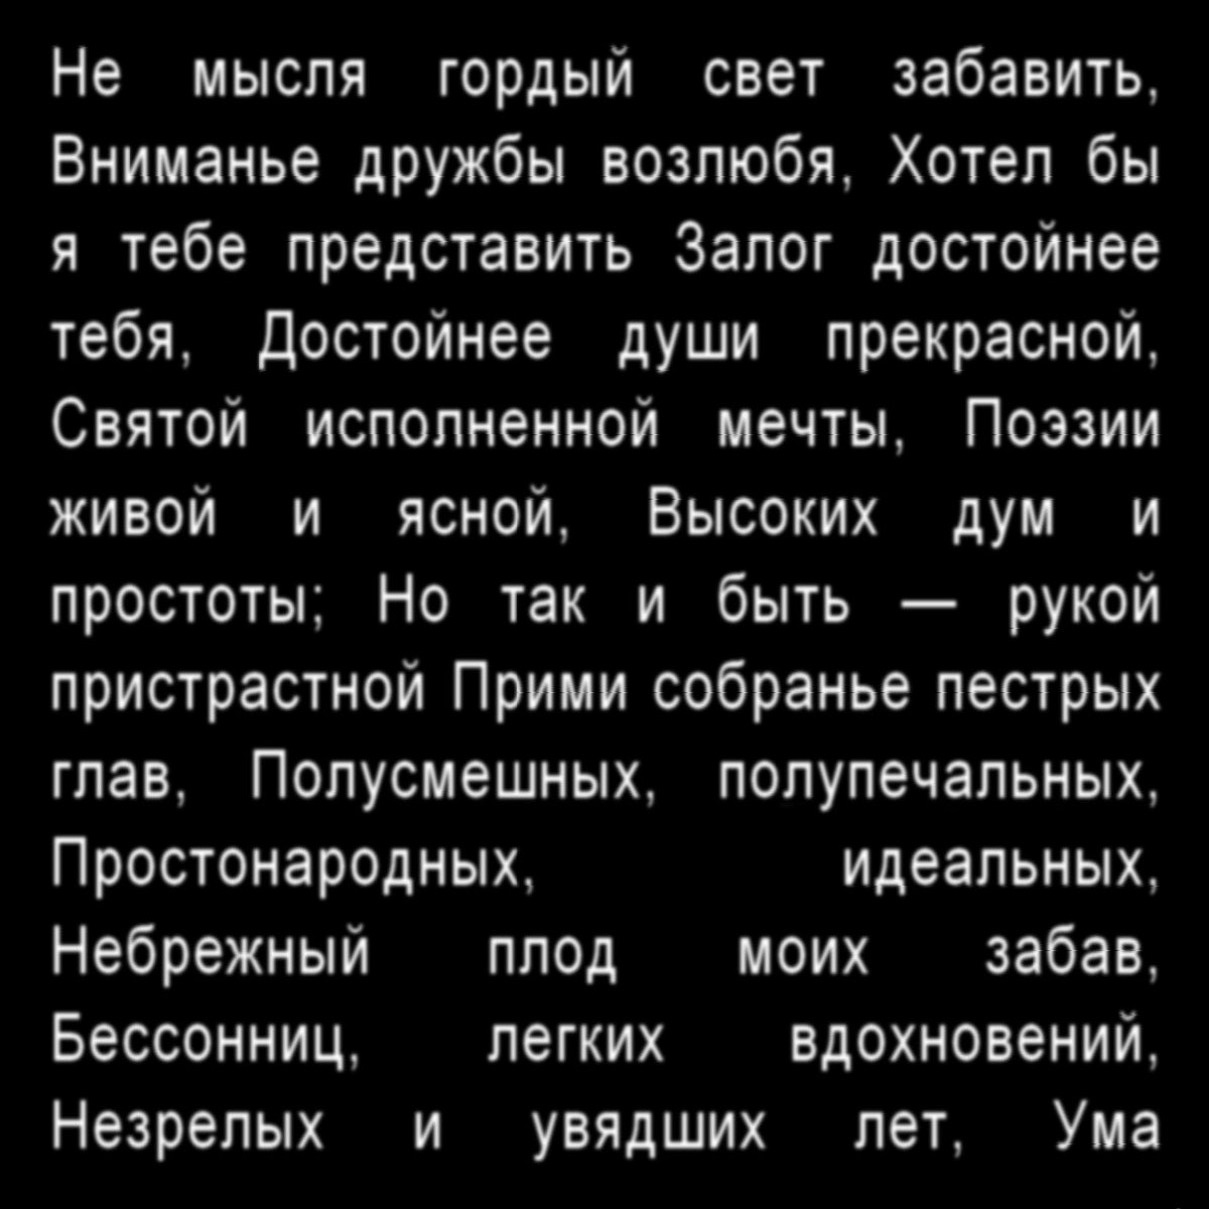 Не мысля гордый свет забавить,
Вниманье дружбы возлюбя, Хотел бы
я тебе представить Залог достойнее
тебя, Достойнее души прекрасной,
Святой исполненной мечты, Поэзии
живой и ясной, Высоких дум и
простоты; Но так и быть — рукой
пристрастной Прими собранье пестрых
глав, Полусмешных, полупечальных,
Простонародных, идеальных,
Небрежный плод моих забав,
Бессонниц, легких вдохновений,
Незрелых и увядших лет, Ума